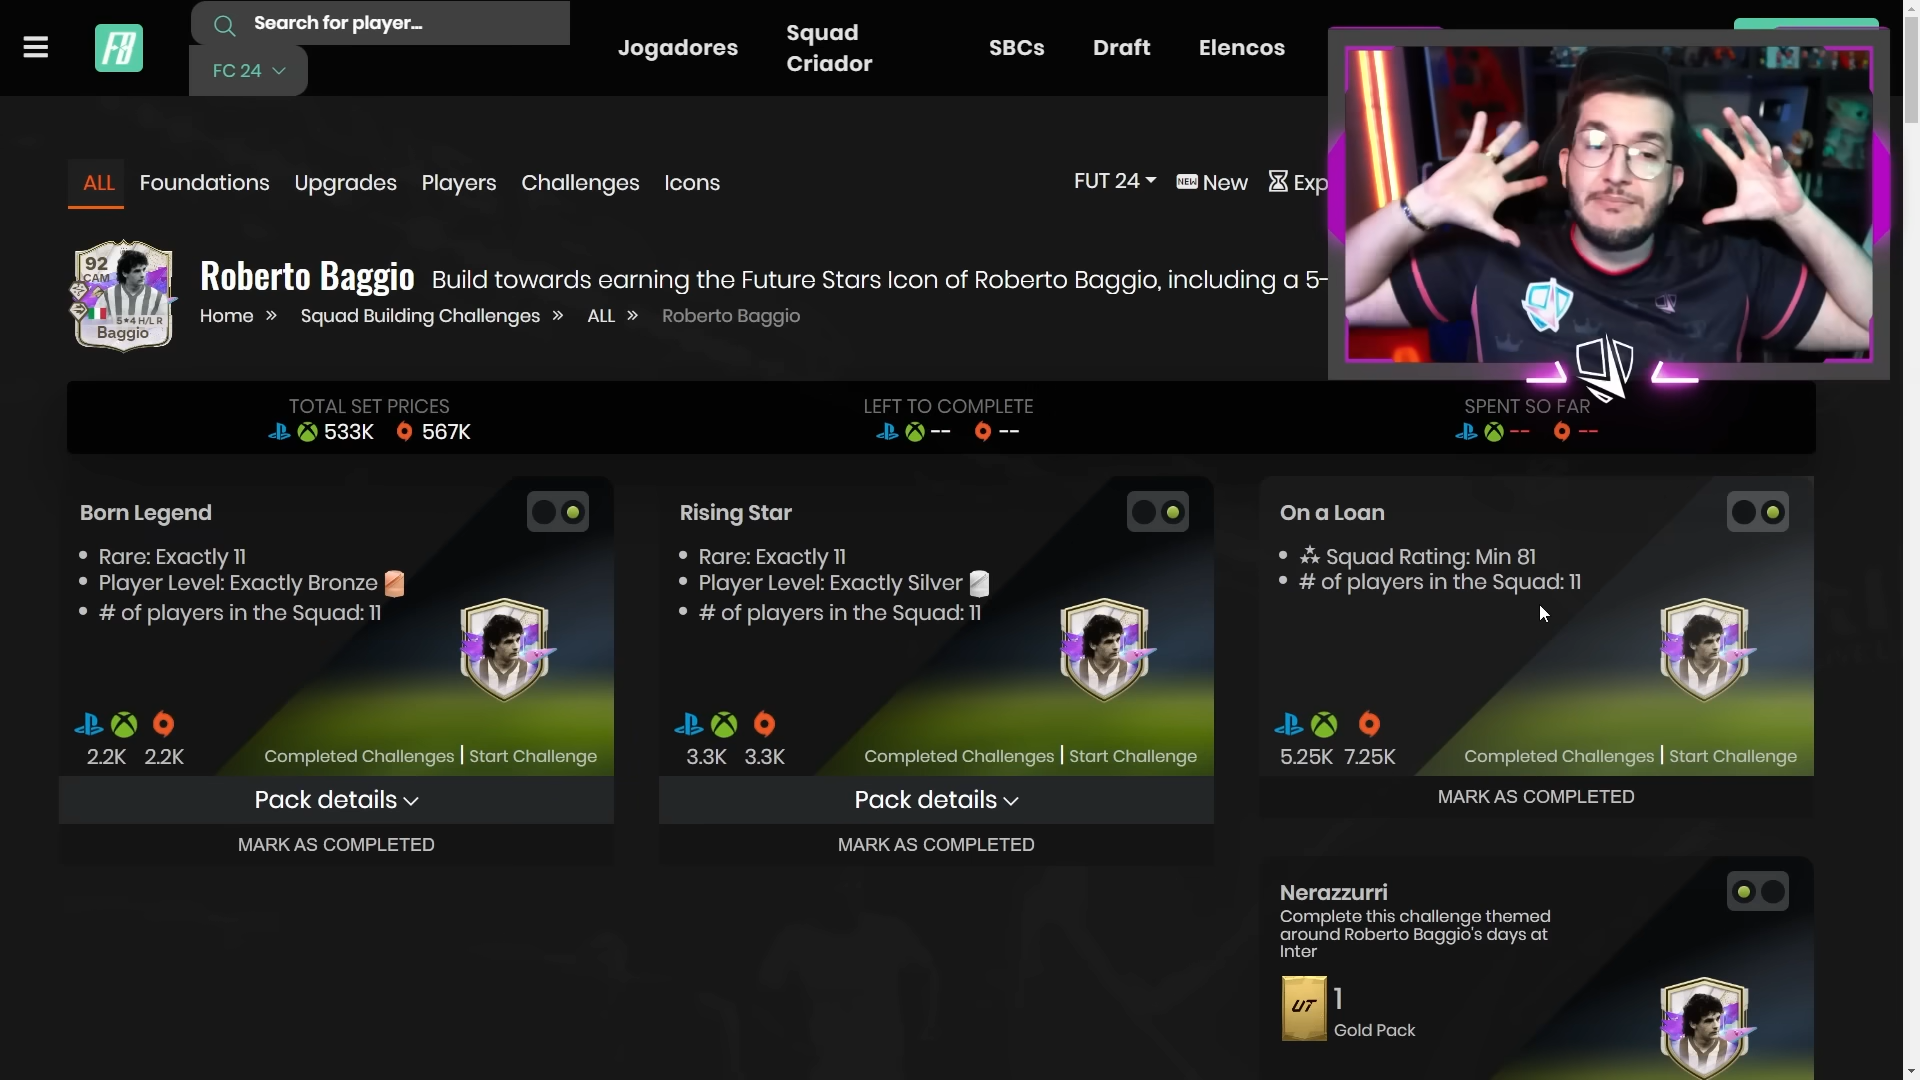 Search for player...
FC 24
Jogadores
Squad
Criador
SBCs
Draft
Elencos
ALL
Foundations
Upgrades
Players
Challenges
Icons
FUT 24
NEW New
Exp
92
CAM
5★4 H/L R
Baggio
Roberto Baggio
Build towards earning the Future Stars Icon of Roberto Baggio, including a 5-
Home » Squad Building Challenges » ALL » Roberto Baggio
TOTAL SET PRICES
533K 567K
LEFT TO COMPLETE
-- --
SPENT SO FAR
-- --
Born Legend
• Rare: Exactly 11
• Player Level: Exactly Bronze
• # of players in the Squad: 11
2.2K 2.2K
Completed Challenges | Start Challenge
Pack details
MARK AS COMPLETED
Rising Star
• Rare: Exactly 11
• Player Level: Exactly Silver
• # of players in the Squad: 11
3.3K 3.3K
Completed Challenges | Start Challenge
Pack details
MARK AS COMPLETED
On a Loan
• Squad Rating: Min 81
• # of players in the Squad: 11
5.25K 7.25K
Completed Challenges | Start Challenge
MARK AS COMPLETED
Nerazzurri
Complete this challenge themed
around Roberto Baggio's days at
Inter
UT
1
Gold Pack